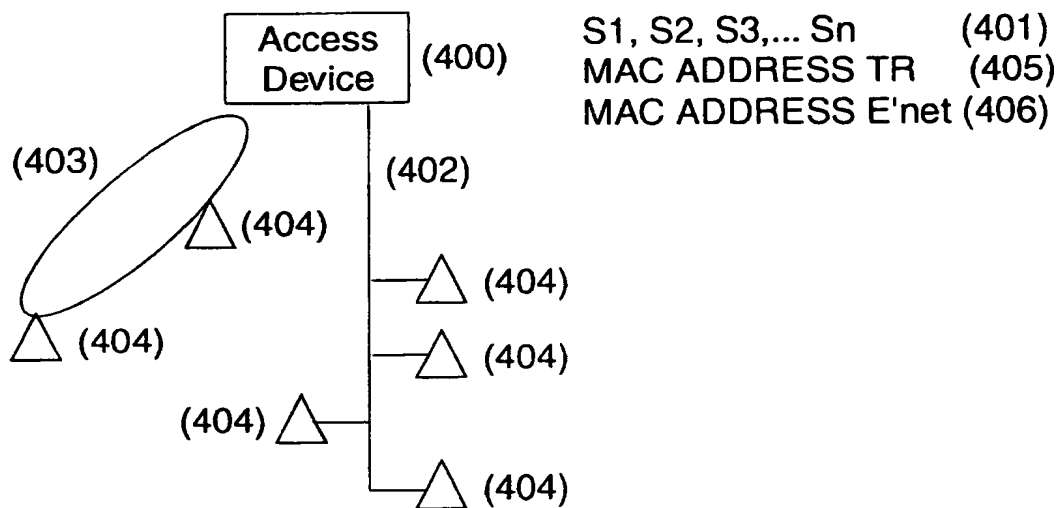 Access
Device
(400)
S1, S2, S3,... Sn (401)
MAC ADDRESS TR (405)
MAC ADDRESS E'net (406)
(403)
(402)
(404)
(404)
(404)
(404)
(404)
(404)